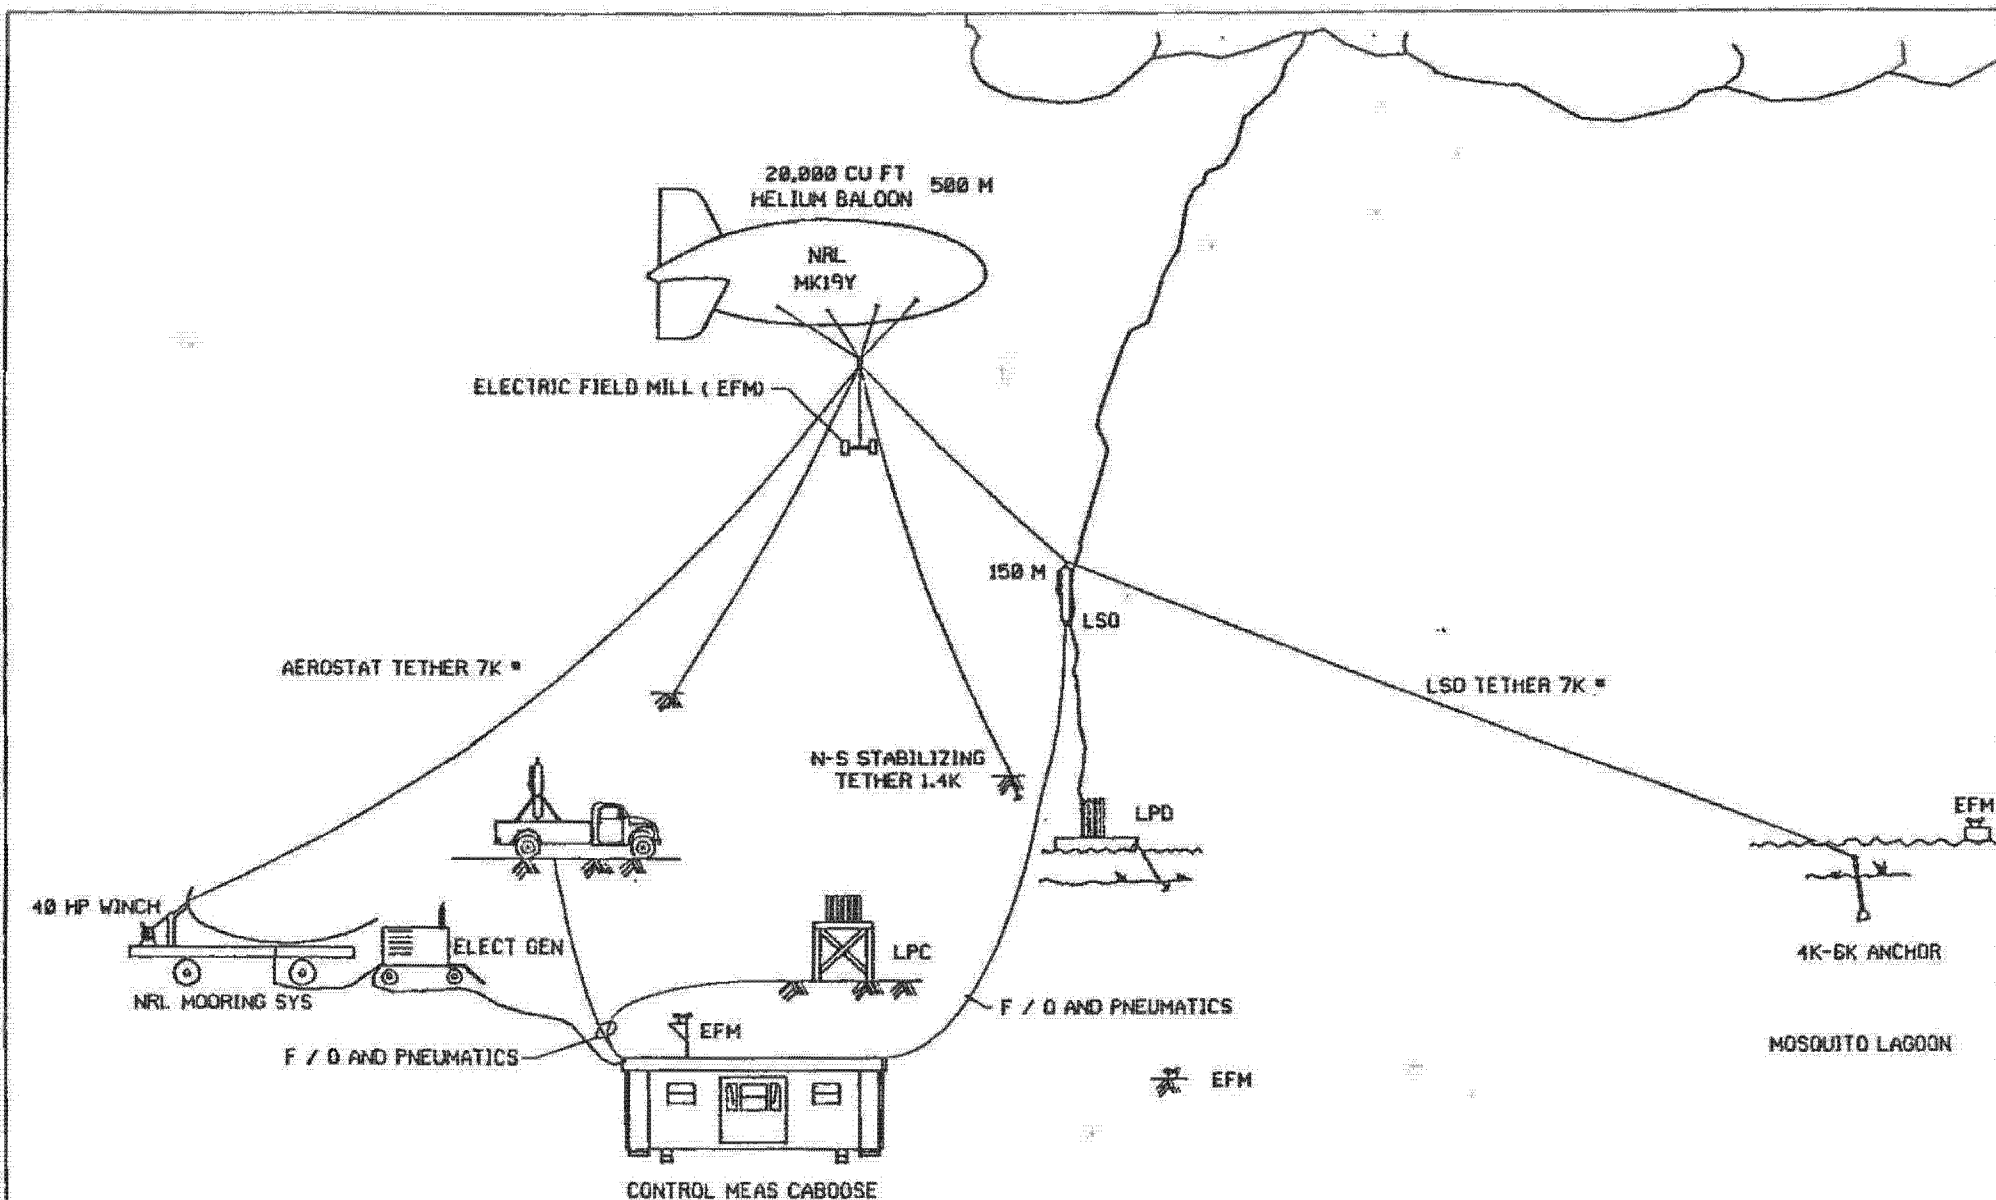 20,000 CU FT
HELIUM BALOON
500 M
NRL
MK19Y
ELECTRIC FIELD MILL ( EFM)
150 M
LSO
AEROSTAT TETHER 7K
LSO TETHER 7K
N-S STABILIZING
TETHER 1.4K
LPD
EFM
40 HP WINCH
ELECT GEN
LPC
4K-6K ANCHOR
NRL MOORING SYS
F / O AND PNEUMATICS
EFM
F / O AND PNEUMATICS
MOSQUITO LAGOON
EFM
CONTROL MEAS CABOOSE